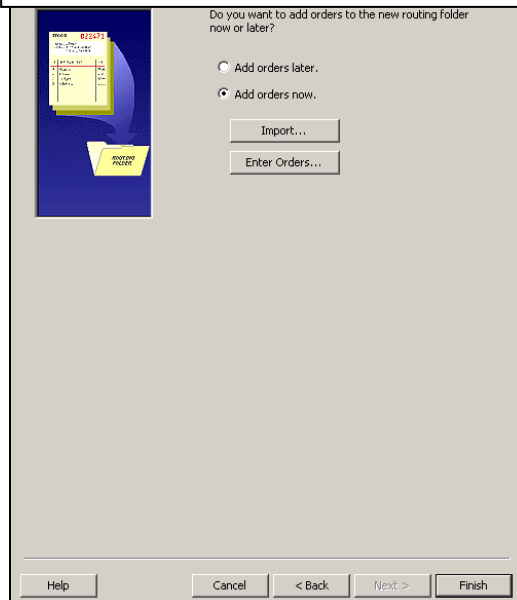 Do you want to add orders to the new routing folder
now or later?
022471
Add orders later.
Add orders now.
ROUTING
FOLDER
Import...
Enter Orders...
Help
Cancel
< Back
Next >
Finish